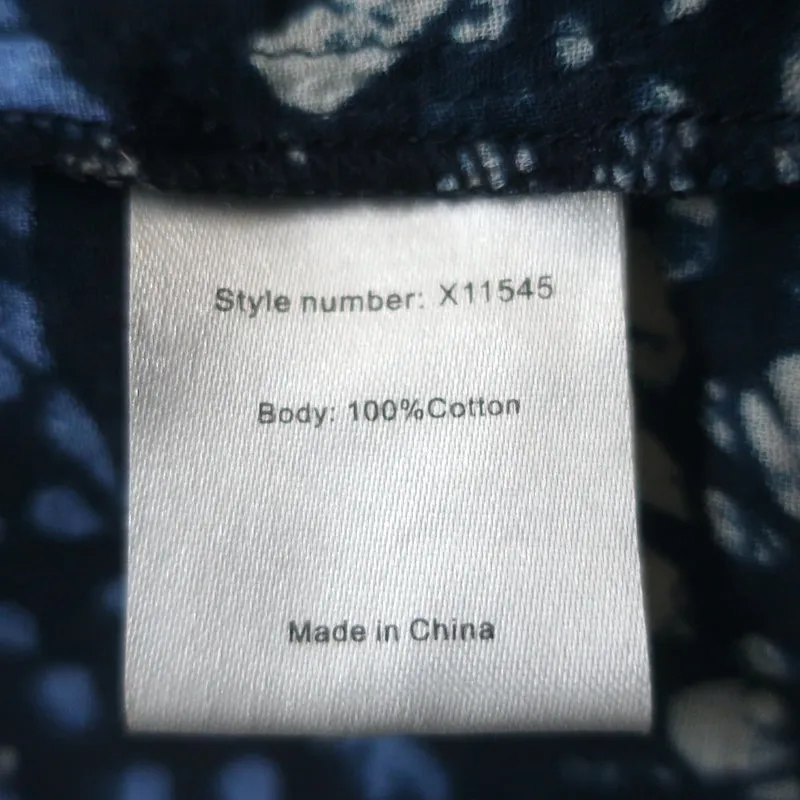 Style number: X11545
Body: 100%Cotton
Made in China